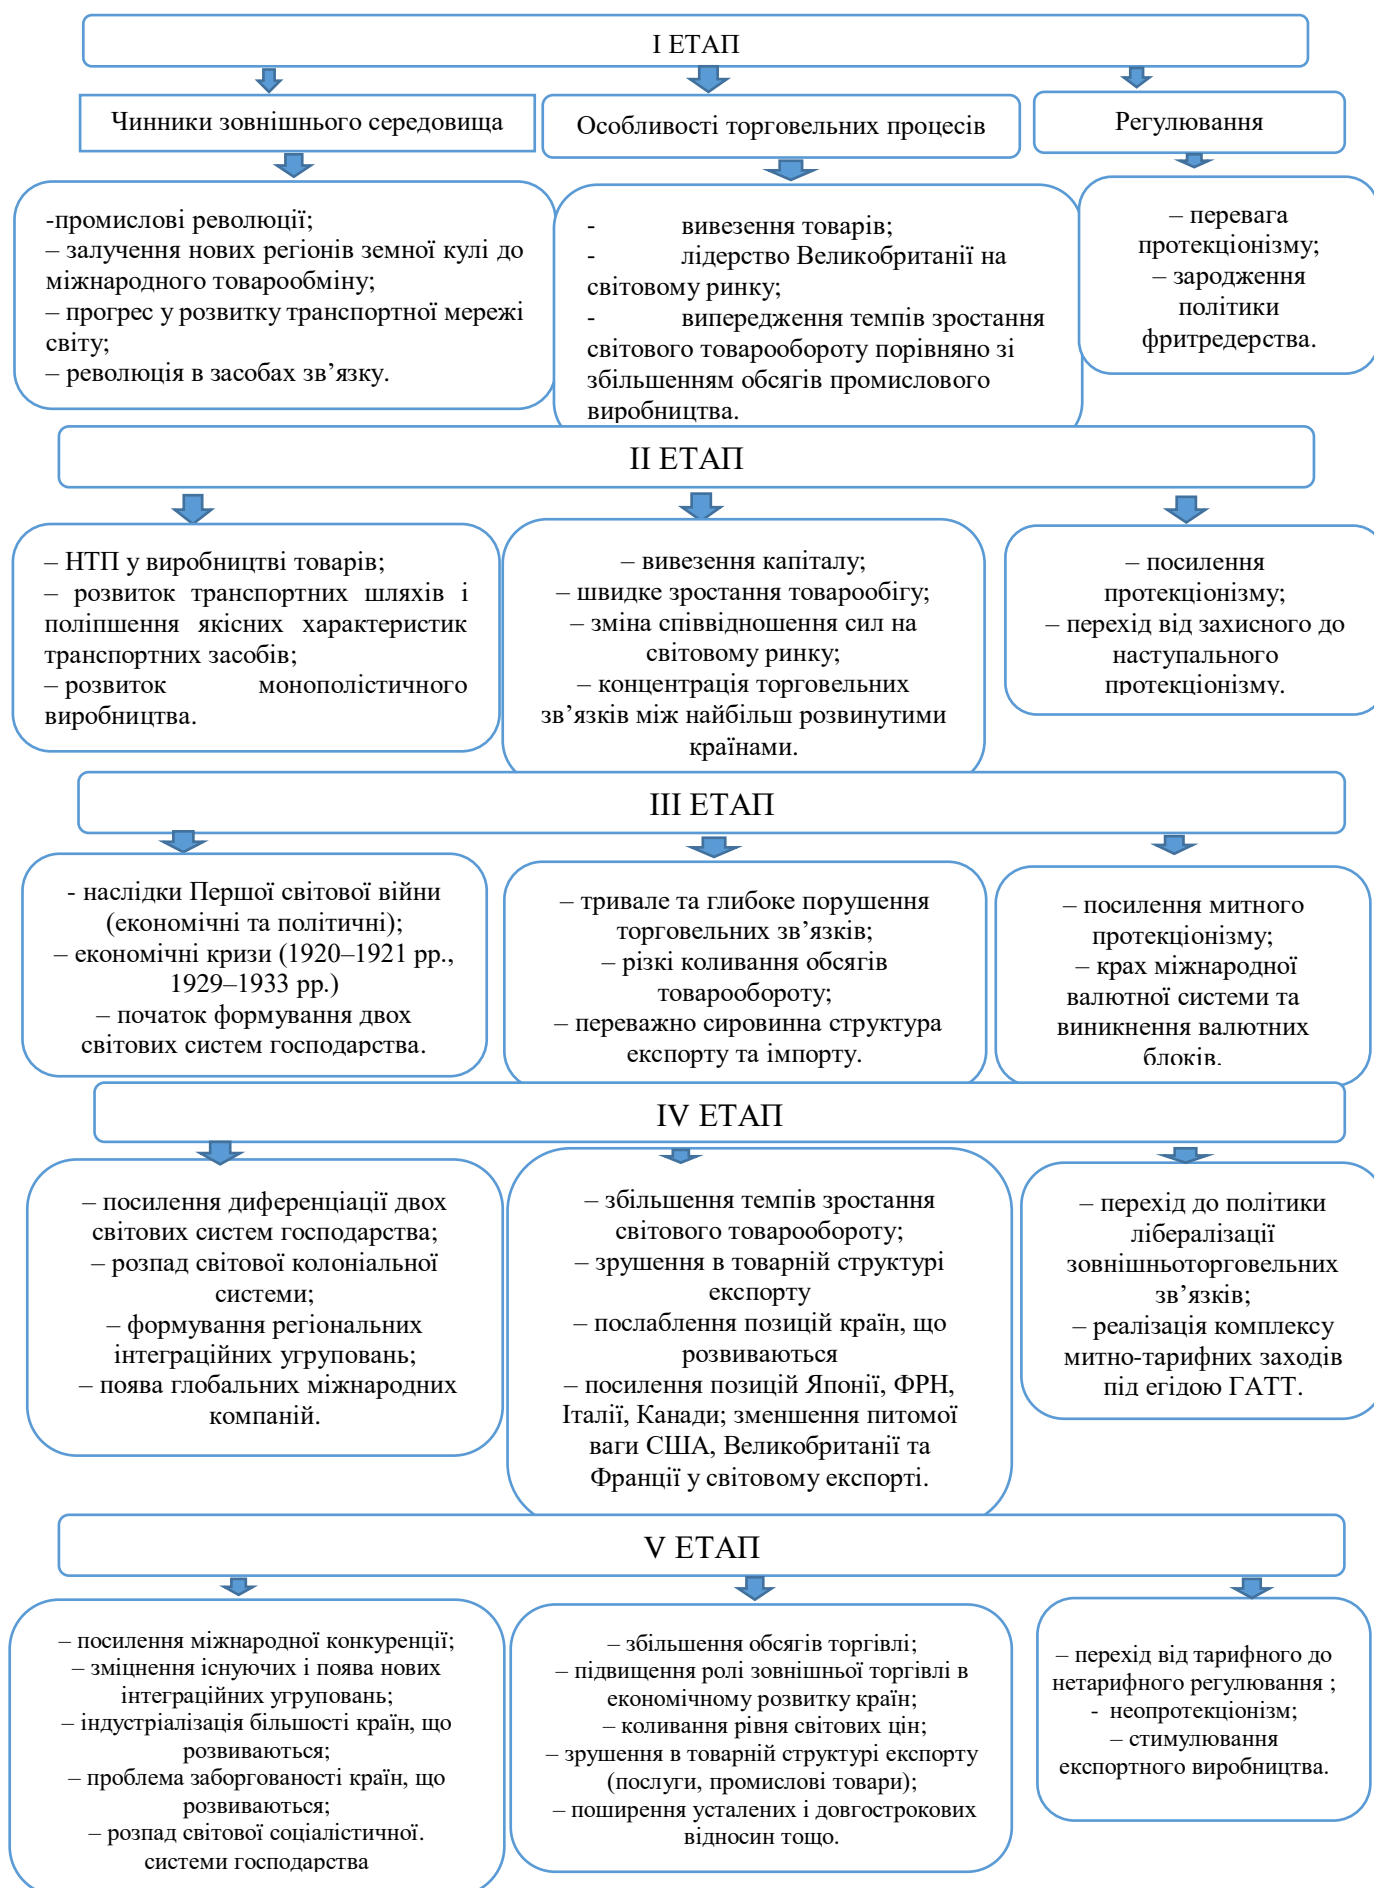 І ЕТАП
Чинники зовнішнього середовища
Особливості торговельних процесів
Регулювання
-промислові революції;
– залучення нових регіонів земної кулі до
міжнародного товарообміну;
– прогрес у розвитку транспортної мережі
світу;
– революція в засобах зв’язку.
- вивезення товарів;
- лідерство Великобританії на
світовому ринку;
- випередження темпів зростання
світового товарообороту порівняно зі
збільшенням обсягів промислового
виробництва.
– перевага
протекціонізму;
– зародження
політики
фритредерства.
ІІ ЕТАП
– НТП у виробництві товарів;
– розвиток транспортних шляхів і
поліпшення якісних характеристик
транспортних засобів;
– розвиток монополістичного
виробництва.
– вивезення капіталу;
– швидке зростання товарообігу;
– зміна співвідношення сил на
світовому ринку;
– концентрація торговельних
зв’язків між найбільш розвинутими
країнами.
– посилення
протекціонізму;
– перехід від захисного до
наступального
протекціонізму.
ІІІ ЕТАП
- наслідки Першої світової війни
(економічні та політичні);
– економічні кризи (1920–1921 рр.,
1929–1933 рр.)
– початок формування двох
світових систем господарства.
– тривале та глибоке порушення
торговельних зв’язків;
– різкі коливання обсягів
товарообороту;
– переважно сировинна структура
експорту та імпорту.
– посилення митного
протекціонізму;
– крах міжнародної
валютної системи та
виникнення валютних
блоків.
IV ЕТАП
– посилення диференціації двох
світових систем господарства;
– розпад світової колоніальної
системи;
– формування регіональних
інтеграційних угруповань;
– поява глобальних міжнародних
компаній.
– збільшення темпів зростання
світового товарообороту;
– зрушення в товарній структурі
експорту
– послаблення позицій країн, що
розвиваються
– посилення позицій Японії, ФРН,
Італії, Канади; зменшення питомої
ваги США, Великобританії та
Франції у світовому експорті.
– перехід до політики
лібералізації
зовнішньоторговельних
зв’язків;
– реалізація комплексу
митно-тарифних заходів
під егідою ГАТТ.
V ЕТАП
– посилення міжнародної конкуренції;
– зміцнення існуючих і поява нових
інтеграційних угруповань;
– індустріалізація більшості країн, що
розвиваються;
– проблема заборгованості країн, що
розвиваються;
– розпад світової соціалістичної.
системи господарства
– збільшення обсягів торгівлі;
– підвищення ролі зовнішньої торгівлі в
економічному розвитку країн;
– коливання рівня світових цін;
– зрушення в товарній структурі експорту
(послуги, промислові товари);
– поширення усталених і довгострокових
відносин тощо.
– перехід від тарифного до
нетарифного регулювання ;
- неопротекціонізм;
– стимулювання
експортного виробництва.